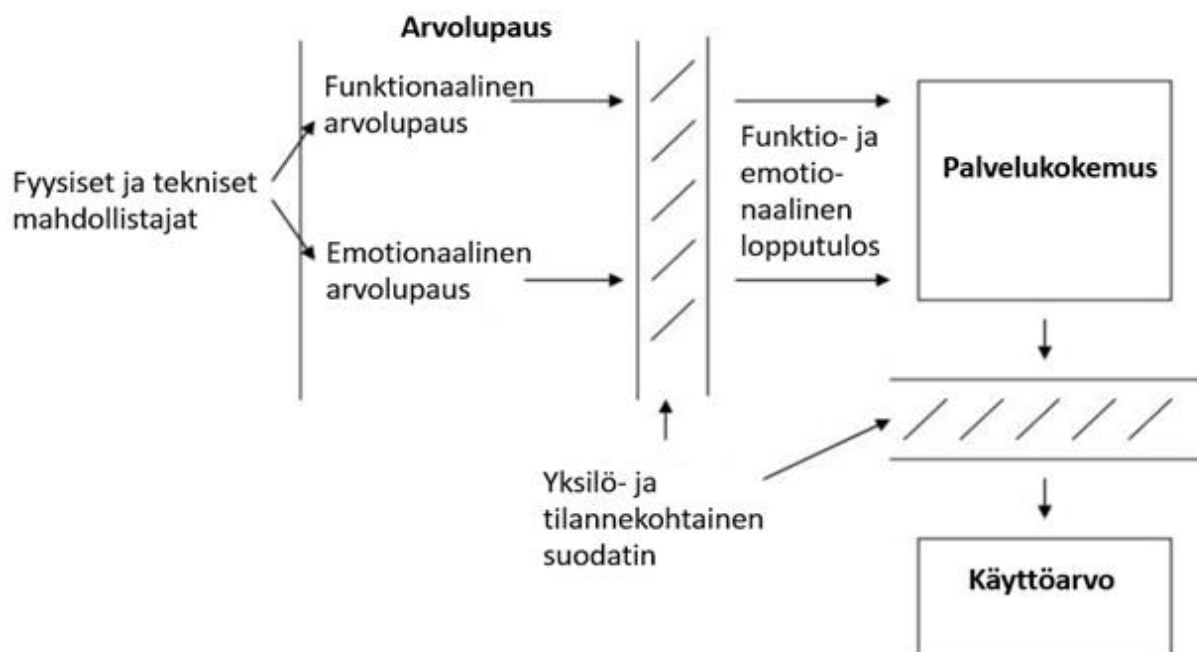 Arvolupaus
Fyysiset ja tekniset
mahdollistajat
Funktionaalinen
arvolupaus
Emotionaalinen
arvolupaus
Funktio- ja
emotio-
naalinen
lopputulos
Palvelukokemus
Yksilö- ja
tilannekohtainen
suodatin
Käyttöarvo